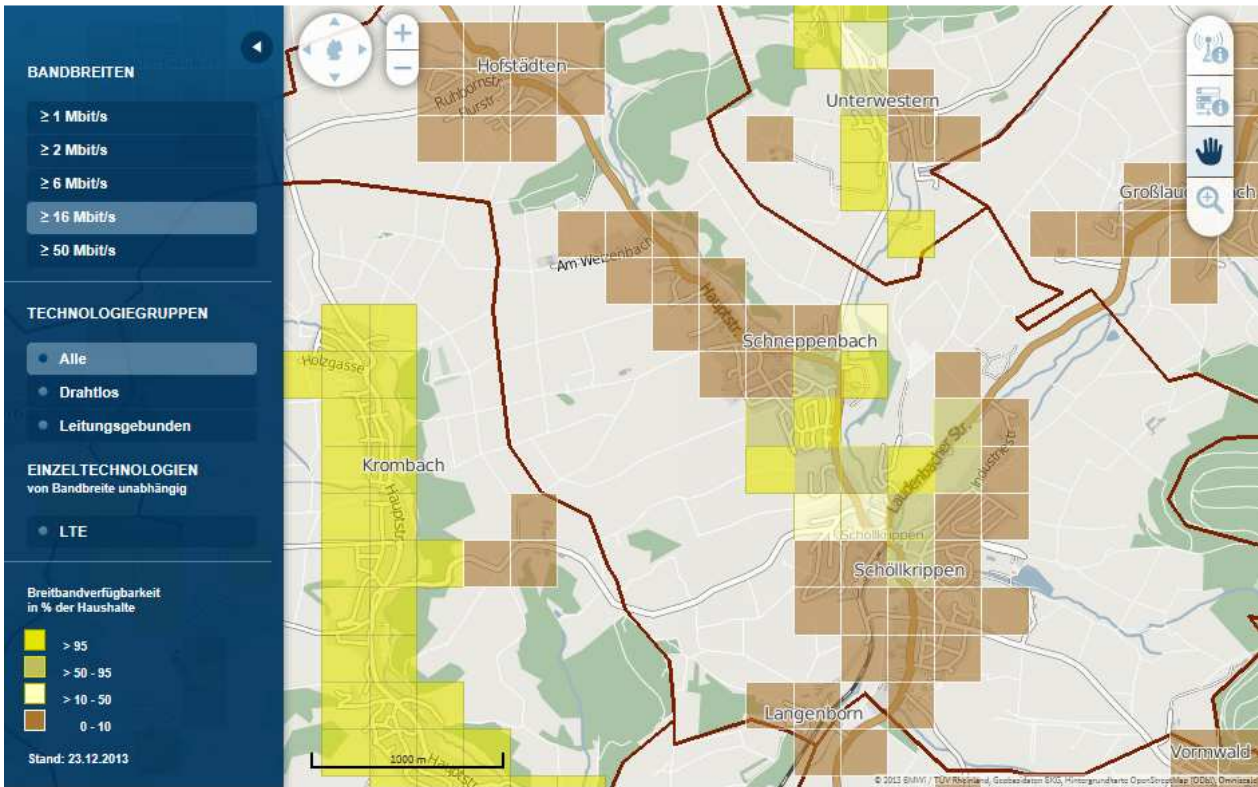 BANDBREITEN
≥ 1 Mbit/s
≥ 2 Mbit/s
≥ 6 Mbit/s
≥ 16 Mbit/s
≥ 50 Mbit/s
TECHNOLOGIEGRUPPEN
Alle
Drahtlos
Leitungsgebunden
EINZELTECHNOLOGIEN
von Bandbreite unabhängig
LTE
Breitbandverfügbarkeit
in % der Haushalte
> 95
> 50 - 95
> 10 - 50
0 - 10
Stand: 23.12.2013
Hofstädten
Ruhbornstr.
Flurstr.
Unterwestern
Am Weizenbach
Hauptstr.
Schneppenbach
Holzgasse
Krombach
Hauptstr.
Laudenbacher Str.
Industriestr
Schöllkrippen
Schöllkrippen
Langenborn
Vormwald
1000 m
Hauptstr.
© 2013 BMWi / TÜV Rheinland, Geobasisdaten BKG, Hintergrundkarte OpenStreetMap (ODbL),